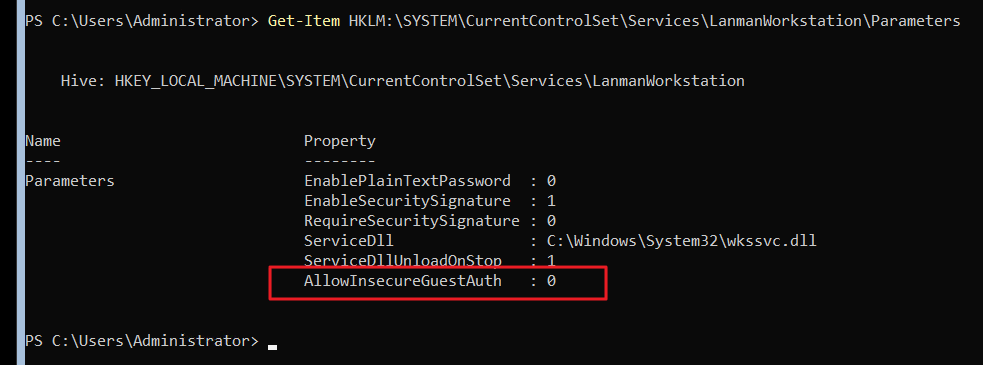 PS C:\Users\Administrator> Get-Item HKLM:\SYSTEM\CurrentControlSet\Services\LanmanWorkstation\Parameters
Hive: HKEY_LOCAL_MACHINE\SYSTEM\CurrentControlSet\Services\LanmanWorkstation
Name                           Property
----                           --------
Parameters                     EnablePlainTextPassword  : 0
EnableSecuritySignature  : 1
RequireSecuritySignature : 0
ServiceDll               : C:\Windows\System32\wkssvc.dll
ServiceDllUnloadOnStop   : 1
AllowInsecureGuestAuth   : 0
PS C:\Users\Administrator>